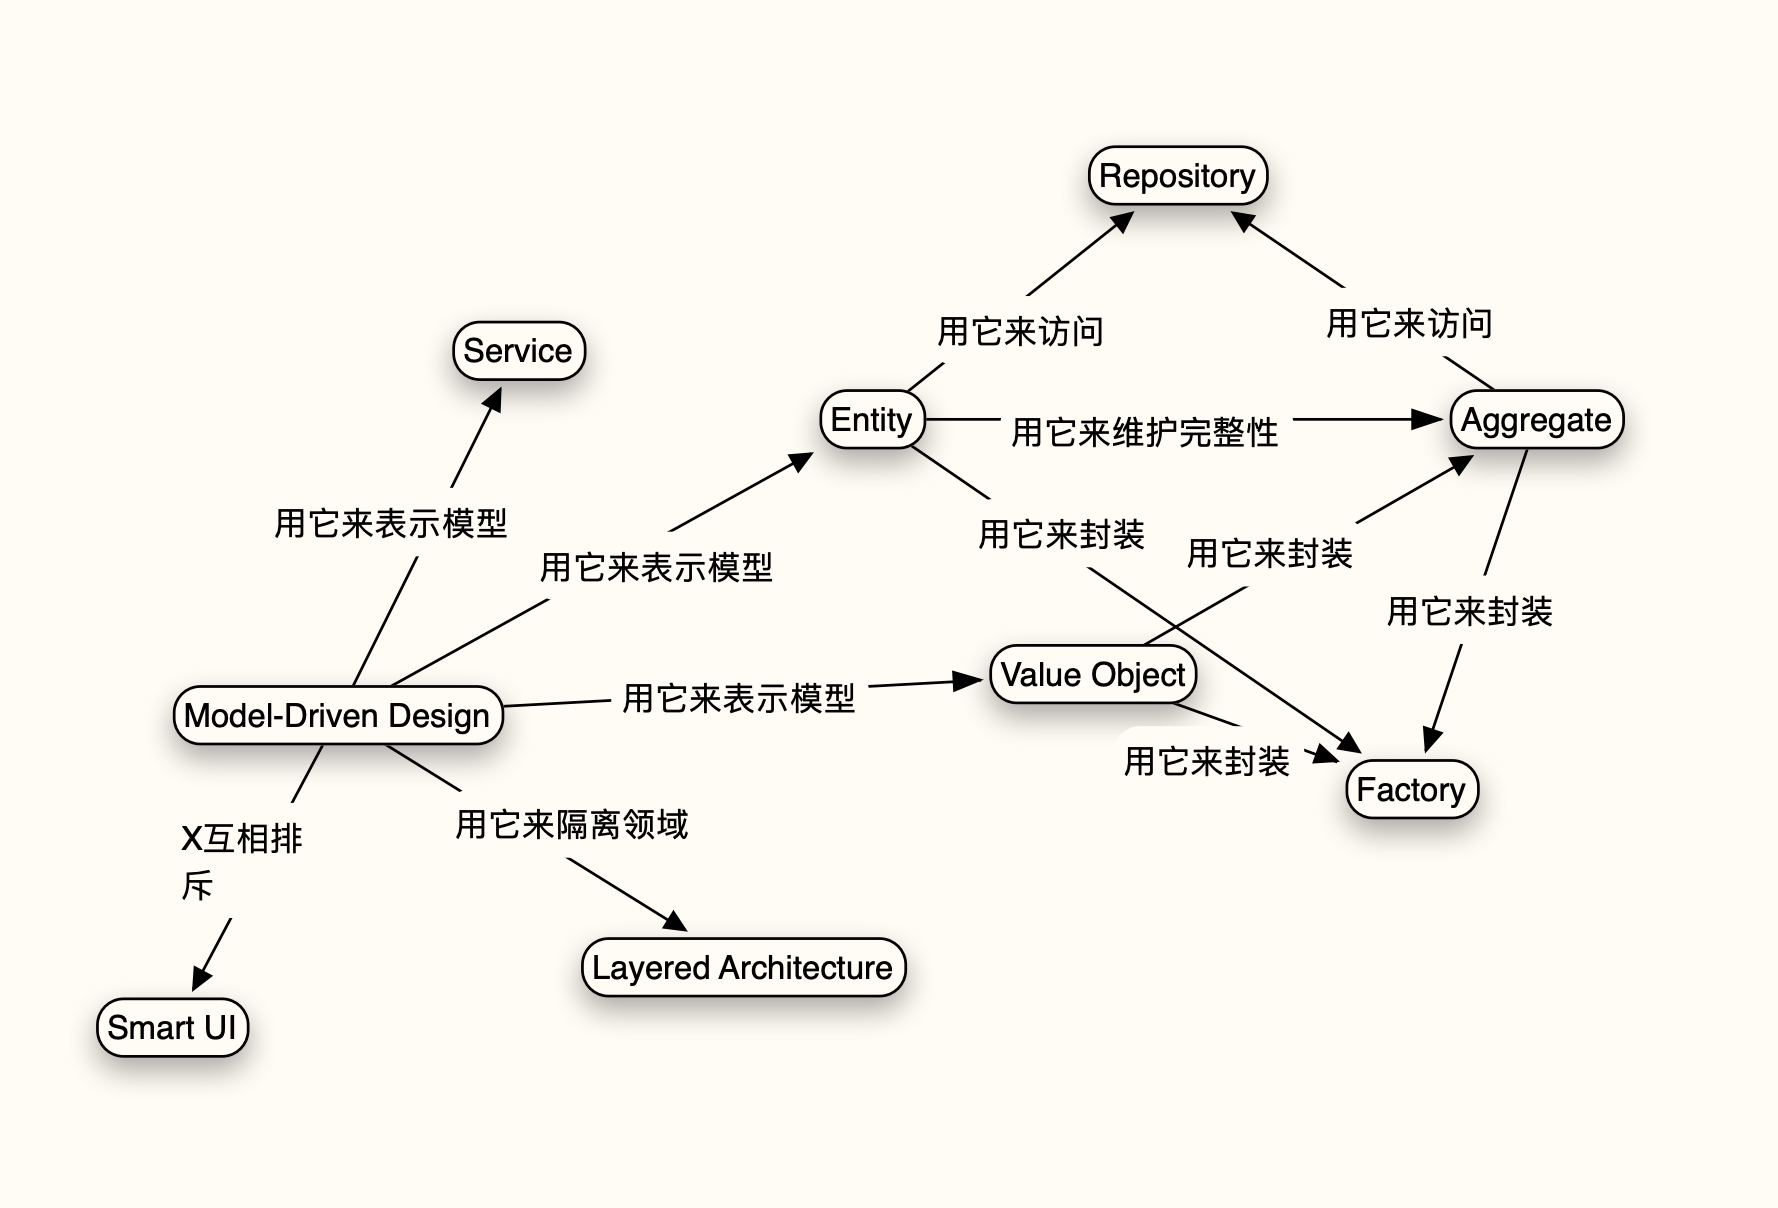 Repository
用它来访问
用它来访问
Service
Entity
用它来维护完整性
Aggregate
用它来表示模型
用它来表示模型
用它来封装
用它来封装
用它来封装
Value Object
用它来表示模型
Model-Driven Design
用它来封装
Factory
X互相排
斥
用它来隔离领域
Layered Architecture
Smart UI